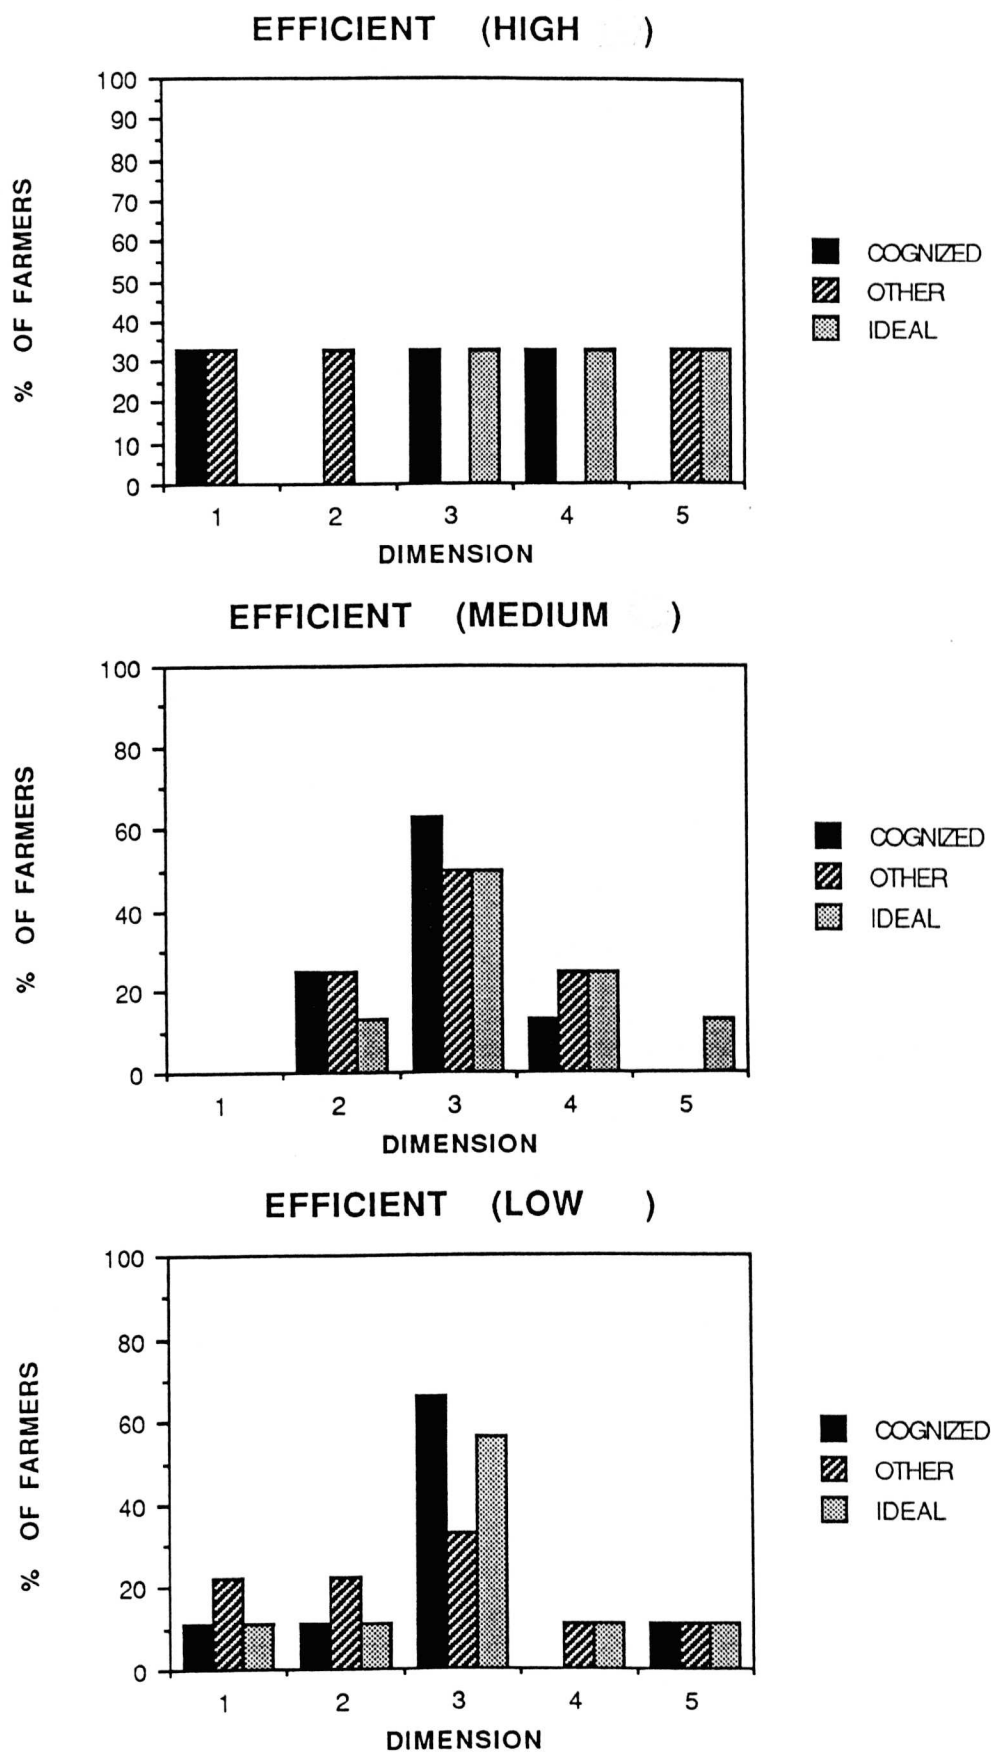 EFFICIENT (HIGH )
100
90
80
70
60
50
40
30
20
10
0
% OF FARMERS
1 2 3 4 5
DIMENSION
COGNIZED
OTHER
IDEAL
EFFICIENT (MEDIUM )
100
80
60
40
20
0
% OF FARMERS
1 2 3 4 5
DIMENSION
COGNIZED
OTHER
IDEAL
EFFICIENT (LOW )
100
80
60
40
20
0
% OF FARMERS
1 2 3 4 5
DIMENSION
COGNIZED
OTHER
IDEAL